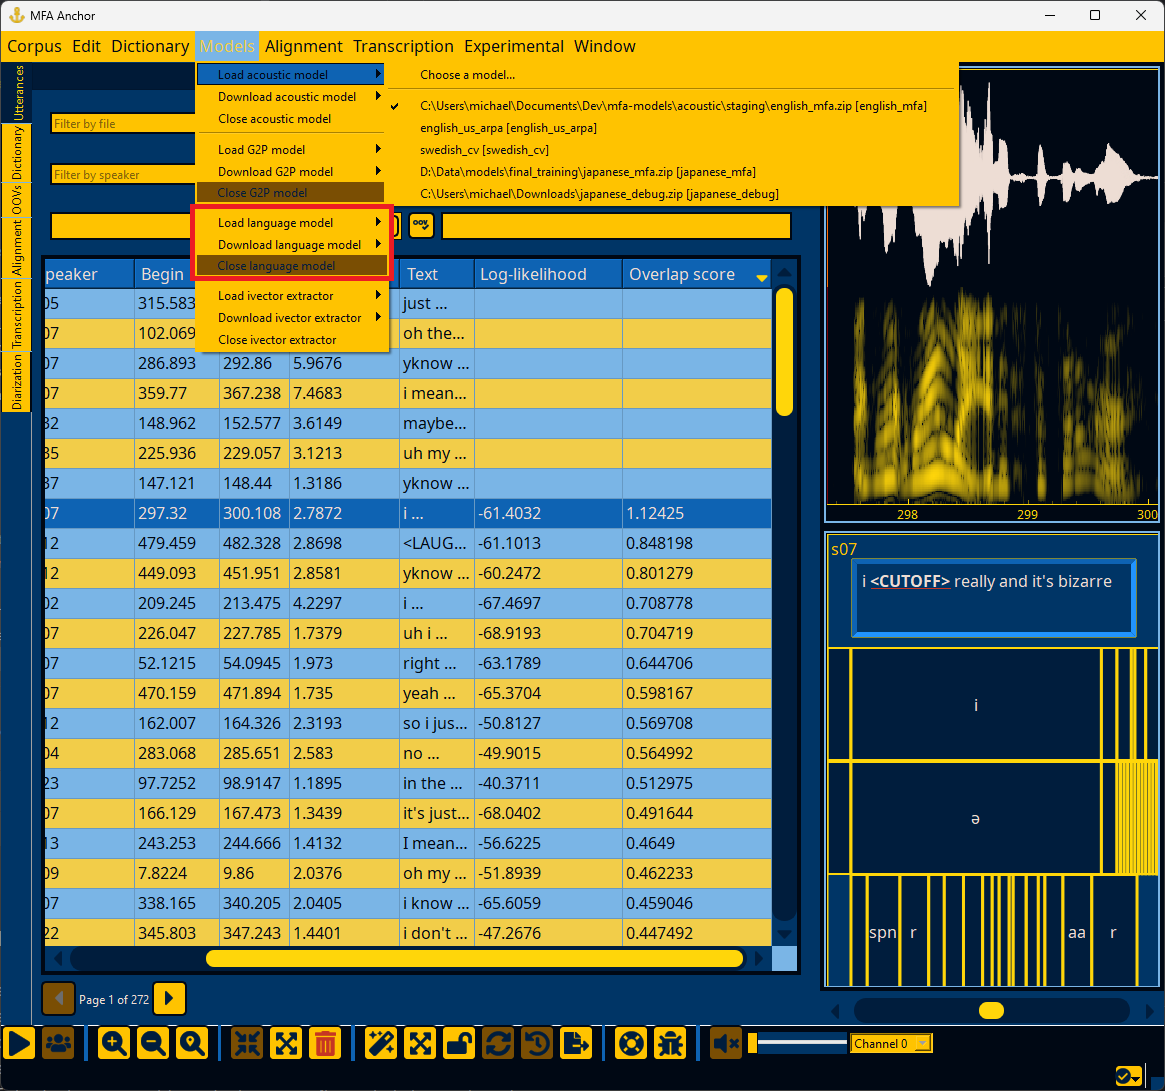 MFA Anchor
Corpus Edit Dictionary Models Alignment Transcription Experimental Window
Load acoustic model
Download acoustic model
Close acoustic model
Load G2P model
Download G2P model
Close G2P model
Load language model
Download language model
Close language model
Load ivector extractor
Download ivector extractor
Close ivector extractor
Choose a model...
C:\Users\michael\Documents\Dev\mfa-models\acoustic\staging\english_mfa.zip [english_mfa]
english_us_arpa [english_us_arpa]
swedish_cv [swedish_cv]
D:\Data\models\final_training\japanese_mfa.zip [japanese_mfa]
C:\Users\michael\Downloads\japanese_debug.zip [japanese_debug]
Utterances
Dictionary
OOVs
Alignment
Transcription
Diarization
Filter by file
Filter by speaker
oov
peaker Begin Text Log-likelihood Overlap score
05 315.583 just ...
07 102.069 oh the...
07 286.893 292.86 5.9676 yknow ...
07 359.77 367.238 7.4683 i mean...
32 148.962 152.577 3.6149 maybe...
35 225.936 229.057 3.1213 uh my ...
37 147.121 148.44 1.3186 yknow ...
07 297.32 300.108 2.7872 i ... -61.4032 1.12425
12 479.459 482.328 2.8698 <LAUG... -61.1013 0.848198
12 449.093 451.951 2.8581 yknow ... -60.2472 0.801279
02 209.245 213.475 4.2297 i ... -67.4697 0.708778
07 226.047 227.785 1.7379 uh i ... -68.9193 0.704719
07 52.1215 54.0945 1.973 right ... -63.1789 0.644706
07 470.159 471.894 1.735 yeah ... -65.3704 0.598167
12 162.007 164.326 2.3193 so i jus... -50.8127 0.569708
04 283.068 285.651 2.583 no ... -49.9015 0.564992
23 97.7252 98.9147 1.1895 in the ... -40.3711 0.512975
07 166.129 167.473 1.3439 it's just... -68.0402 0.491644
13 243.253 244.666 1.4132 I mean... -56.6225 0.4649
09 7.8224 9.86 2.0376 oh my ... -51.8939 0.462233
07 338.165 340.205 2.0405 i know ... -65.6059 0.459046
22 345.803 347.243 1.4401 i don't ... -47.2676 0.447492
Page 1 of 272
298 299 300
s07
i <CUTOFF> really and it's bizarre
i
ə
spn r aa r
Channel 0